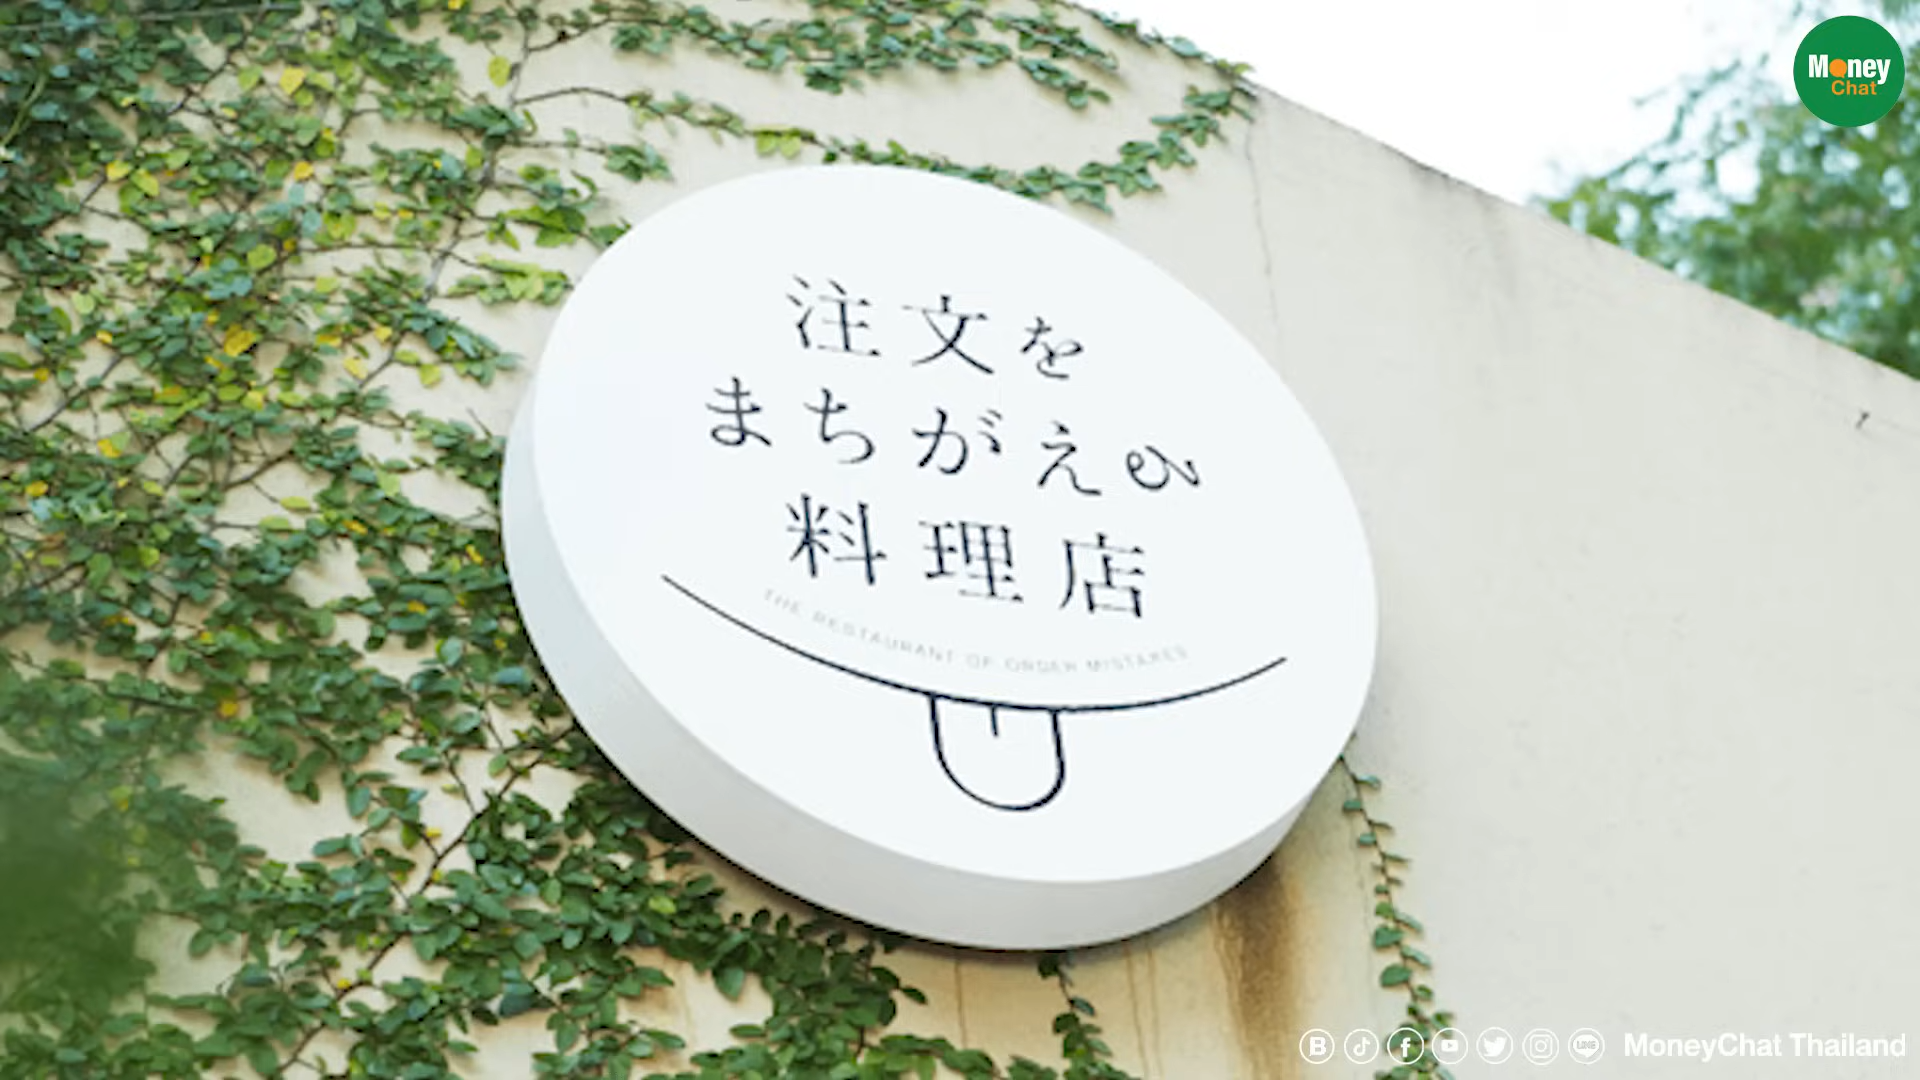 注文を
まちがえる
料理店
THE RESTAURANT OF ORDER MISTAKES
Money
Chat
MoneyChat Thailand